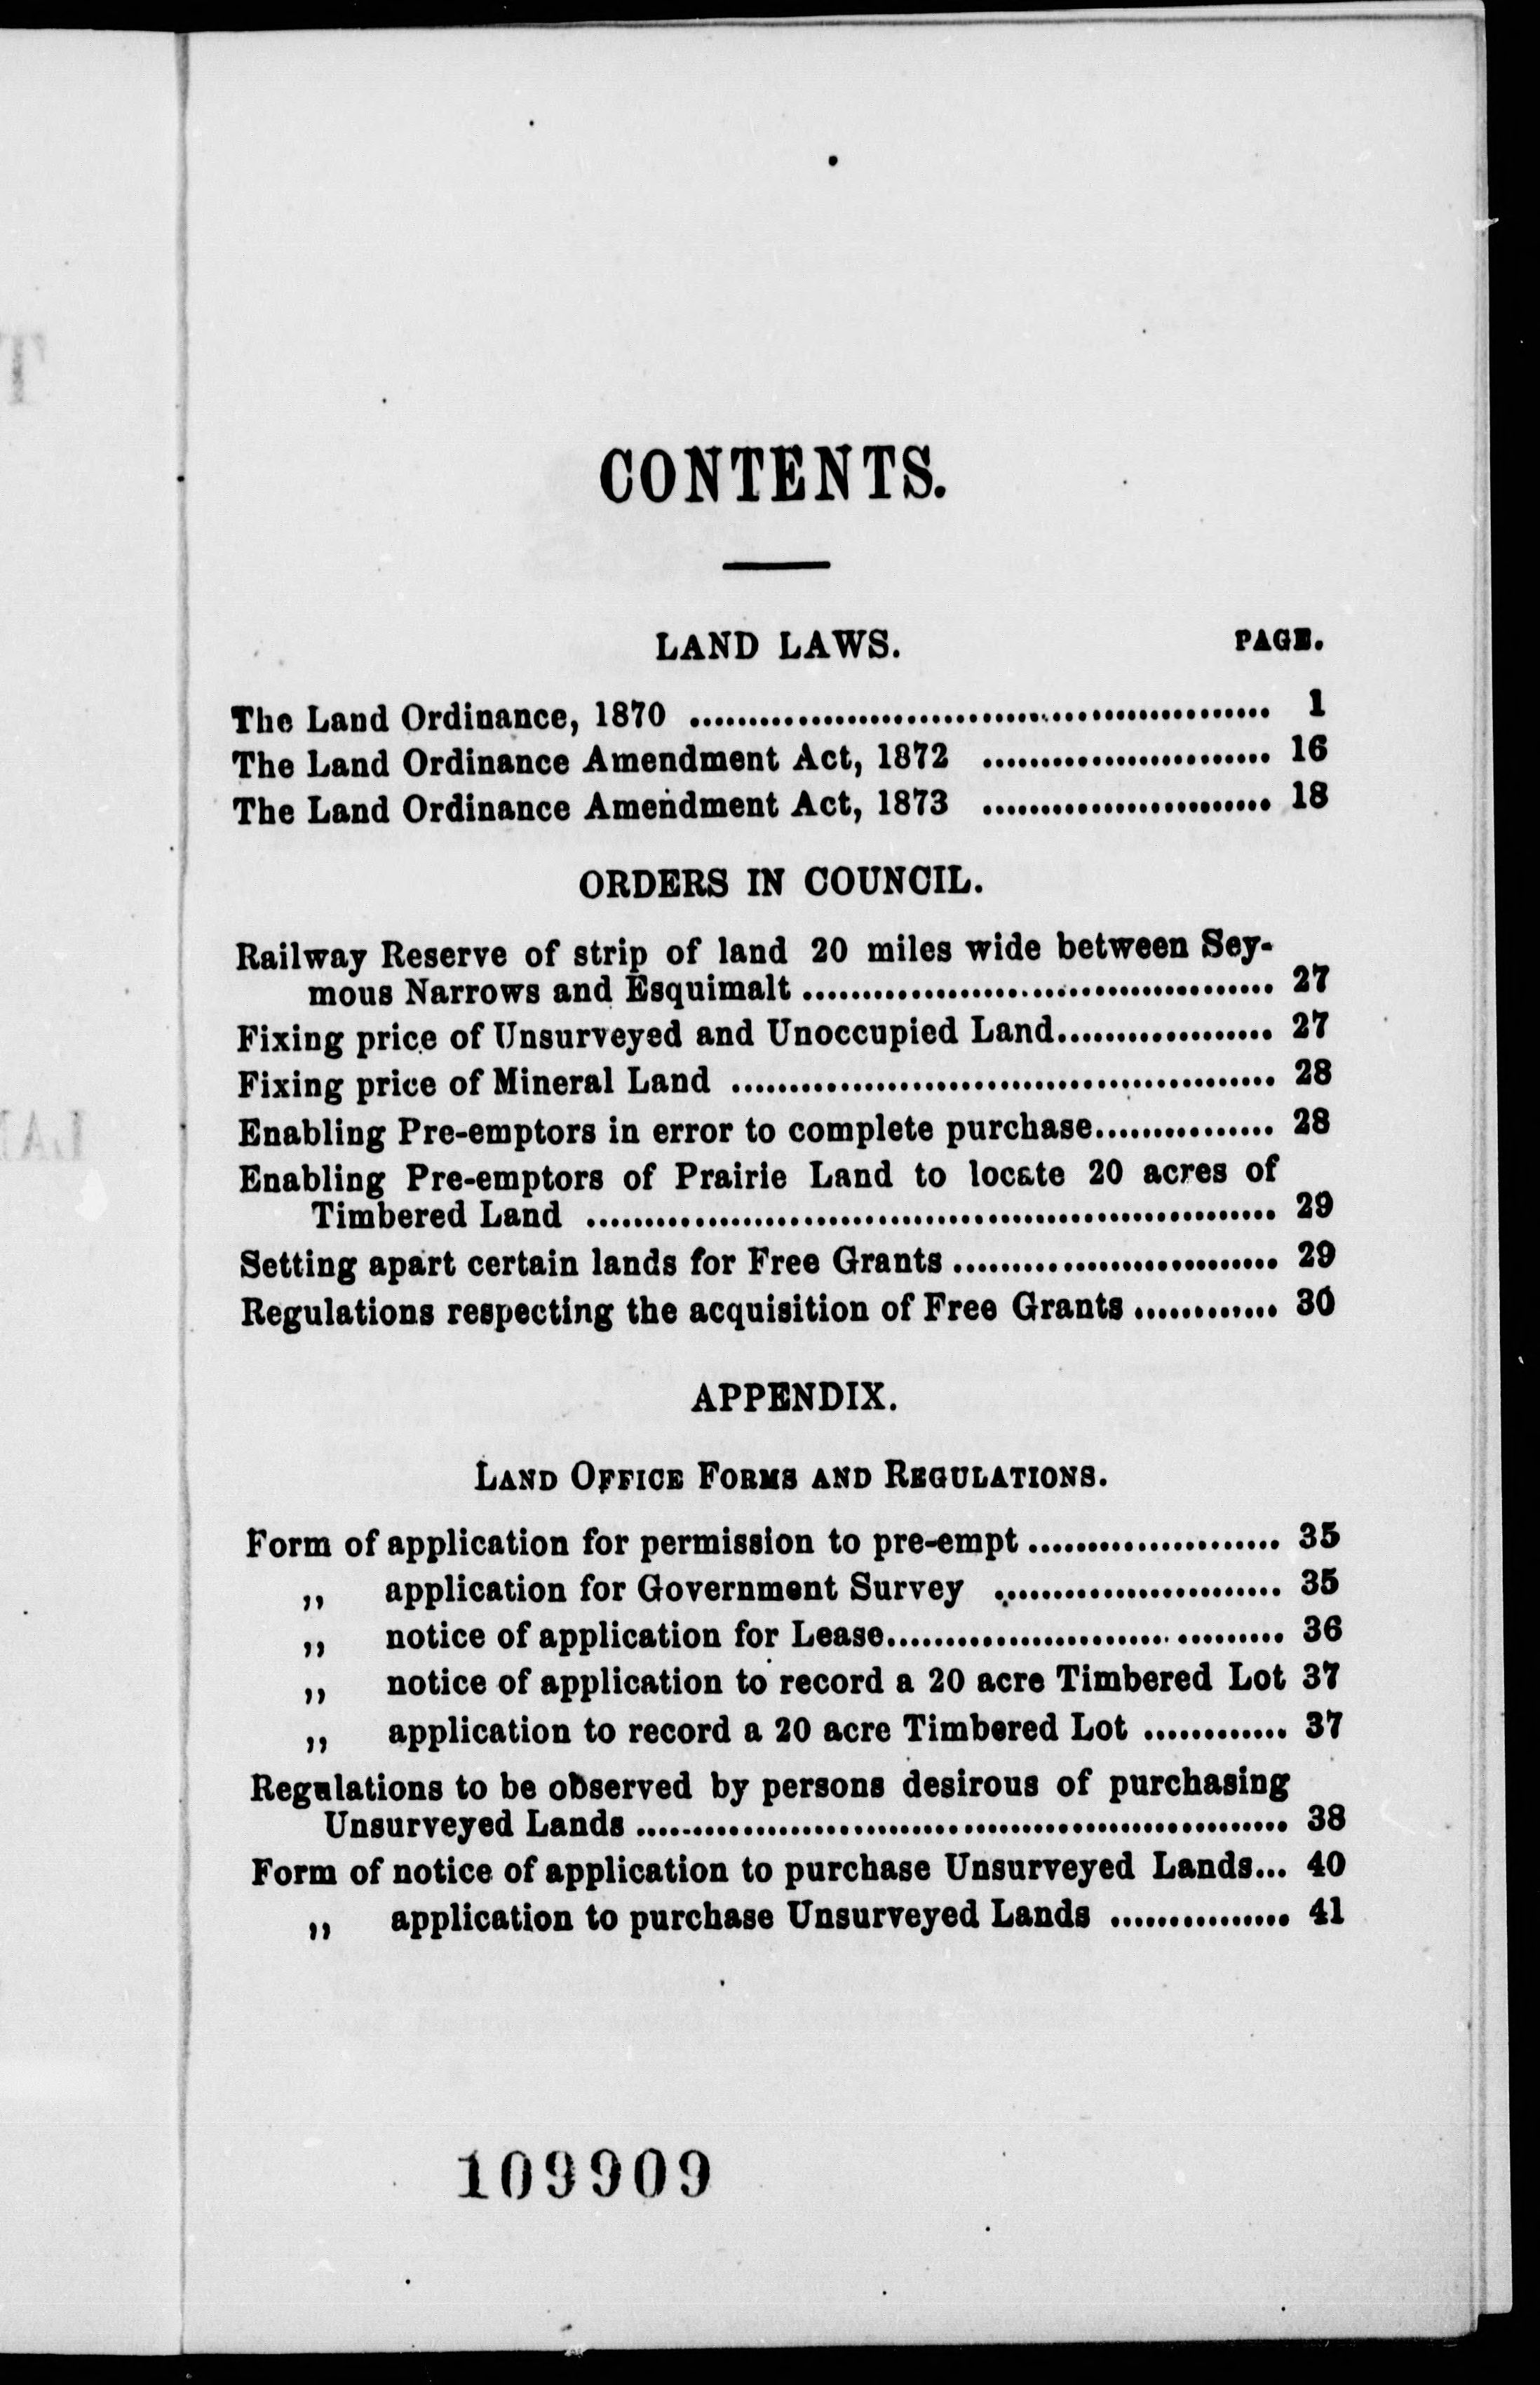 CONTENTS.
LAND LAWS. PAGE.
The Land Ordinance, 1870 ........................................ 1
The Land Ordinance Amendment Act, 1872 ........................ 16
The Land Ordinance Amendment Act, 1873 ........................ 18
ORDERS IN COUNCIL.
Railway Reserve of strip of land 20 miles wide between Sey-
mous Narrows and Esquimalt ........................................ 27
Fixing price of Unsurveyed and Unoccupied Land.................. 27
Fixing price of Mineral Land ........................................ 28
Enabling Pre-emptors in error to complete purchase............... 28
Enabling Pre-emptors of Prairie Land to locate 20 acres of
Timbered Land .................................................... 29
Setting apart certain lands for Free Grants ........................... 29
Regulations respecting the acquisition of Free Grants ............ 30
APPENDIX.
LAND OFFICE FORMS AND REGULATIONS.
Form of application for permission to pre-empt ..................... 35
,, application for Government Survey ........................ 35
,, notice of application for Lease................................. 36
,, notice of application to record a 20 acre Timbered Lot 37
,, application to record a 20 acre Timbered Lot ............ 37
Regulations to be observed by persons desirous of purchasing
Unsurveyed Lands .................................................... 38
Form of notice of application to purchase Unsurveyed Lands... 40
,, application to purchase Unsurveyed Lands ............... 41
109909